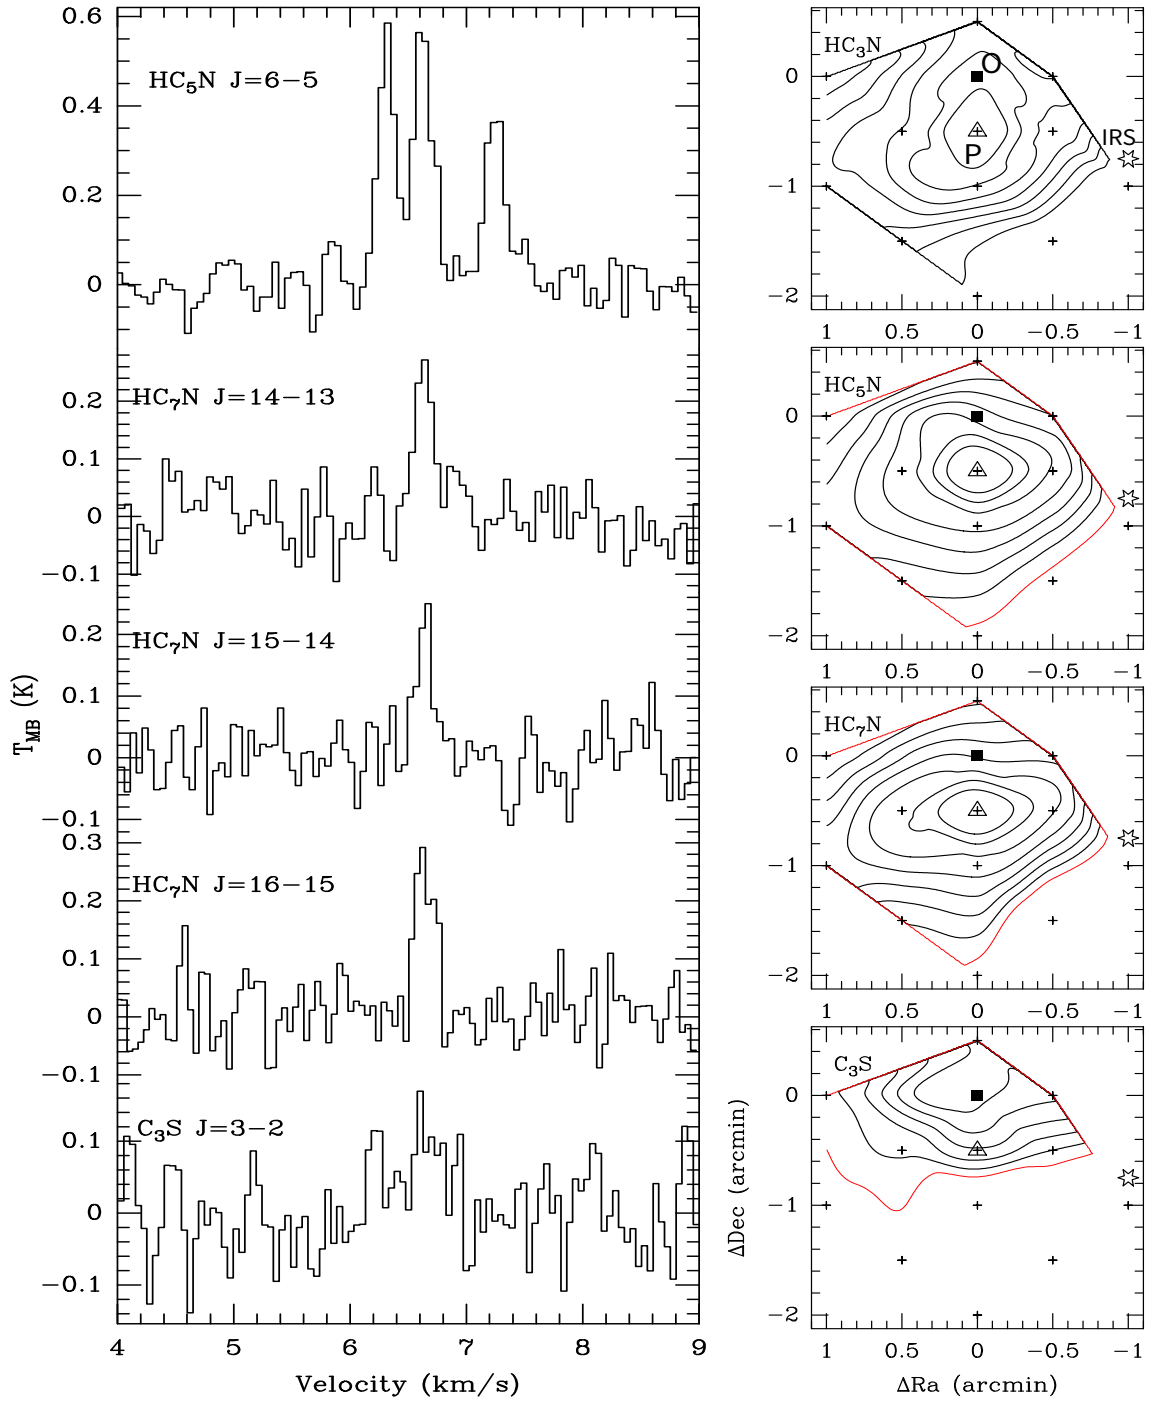 0.6
HC₅N J=6−5
0.4
0.2
0
HC₇N J=14−13
0.2
0.1
0
−0.1
HC₇N J=15−14
0.2
0.1
0
−0.1
0.3
HC₇N J=16−15
0.2
0.1
0
−0.1
C₃S J=3−2
0.1
0
−0.1
4 5 6 7 8 9
Velocity (km/s)
T_MB (K)
HC₃N
O
P
IRS
0
−1
−2
1 0.5 0 −0.5 −1
HC₅N
0
−1
−2
1 0.5 0 −0.5 −1
HC₇N
0
−1
−2
1 0.5 0 −0.5 −1
C₃S
0
−1
−2
1 0.5 0 −0.5 −1
ΔRa (arcmin)
ΔDec (arcmin)